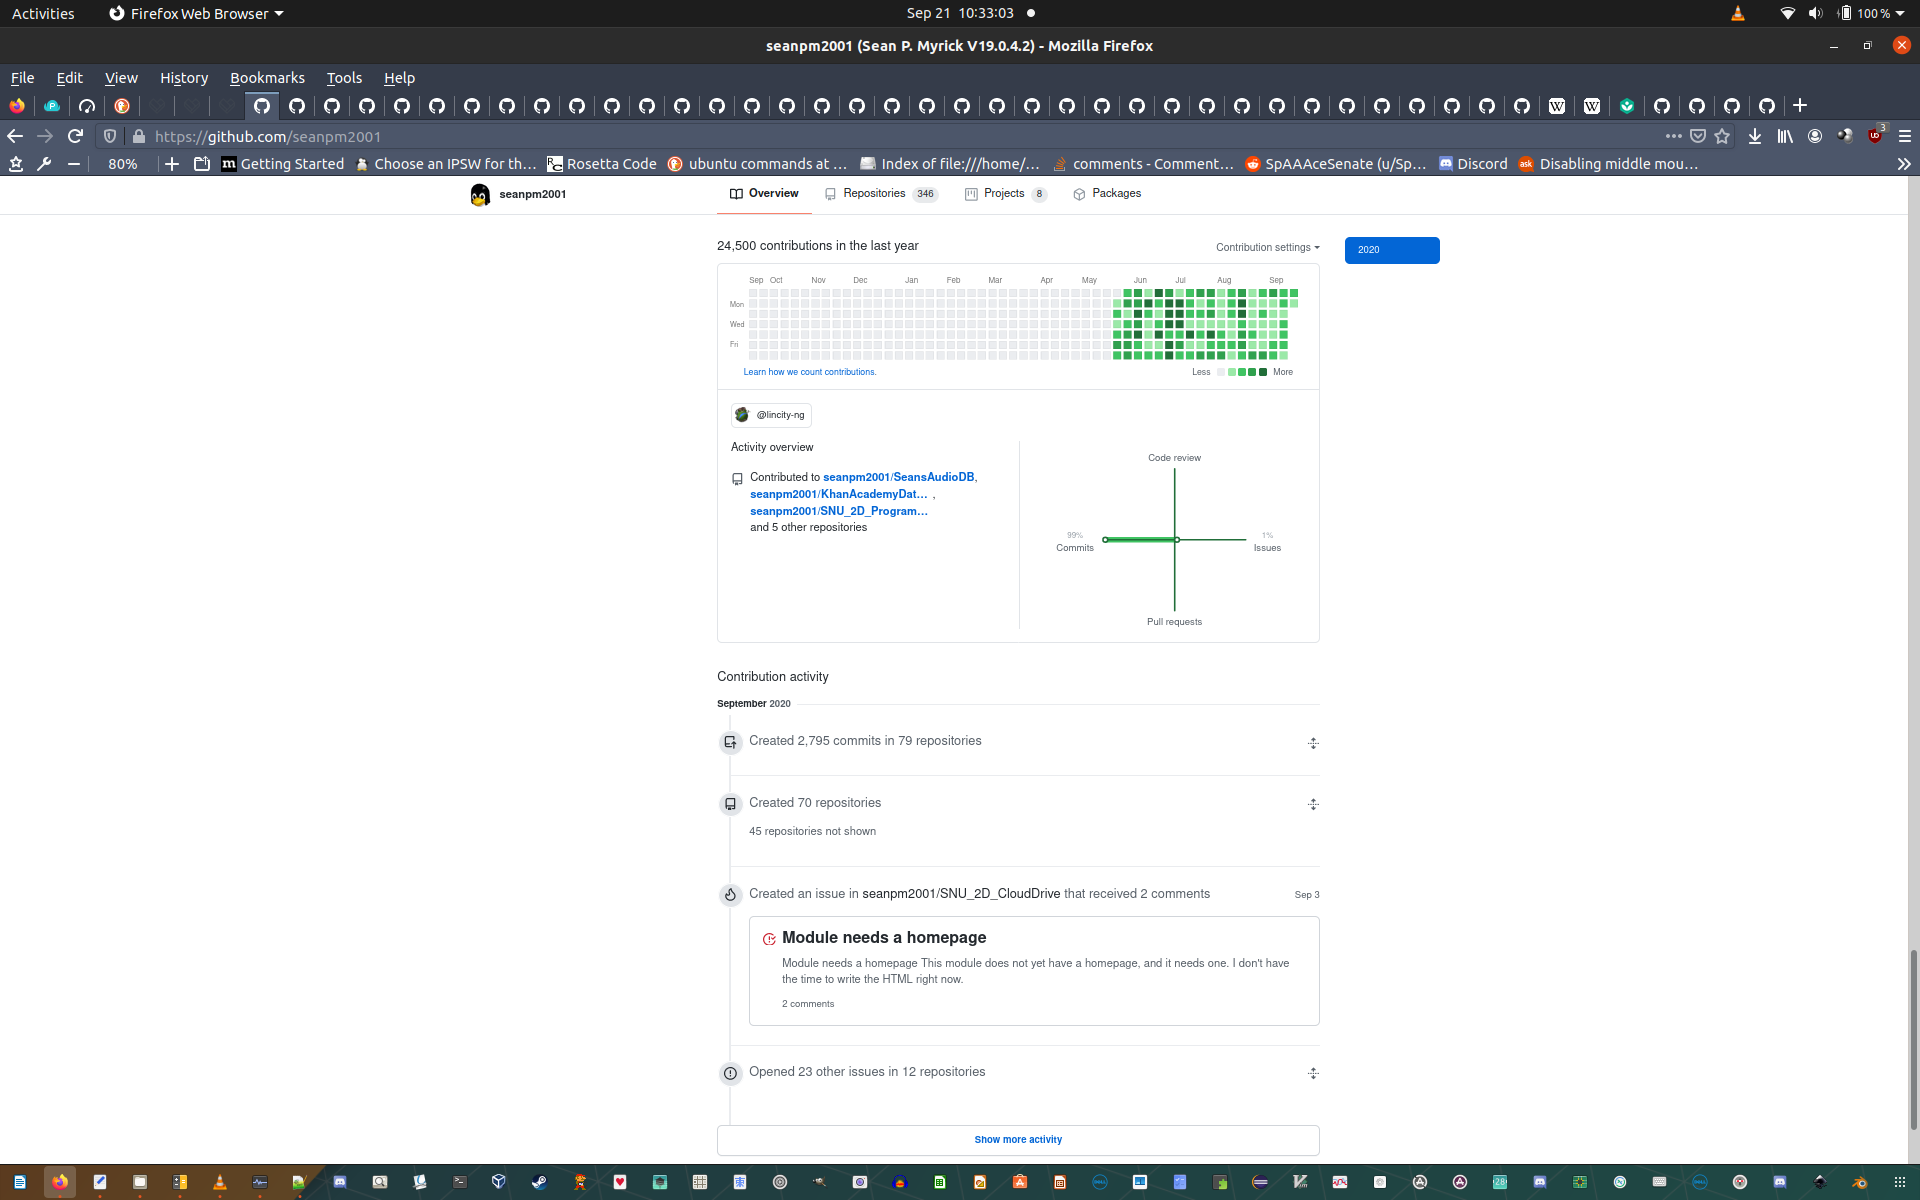 Activities
Firefox Web Browser
Sep 21 10:33:03
100 %
seanpm2001 (Sean P. Myrick V19.0.4.2) - Mozilla Firefox
File Edit View History Bookmarks Tools Help
https://github.com/seanpm2001
3
80%
Getting Started
Choose an IPSW for th…
Rosetta Code
ubuntu commands at …
Index of file:///home/…
comments - Comment…
SpAAAceSenate (u/Sp…
Discord
Disabling middle mou…
seanpm2001
Overview
Repositories 346
Projects 8
Packages
24,500 contributions in the last year
Contribution settings
2020
Sep Oct Nov Dec Jan Feb Mar Apr May Jun Jul Aug Sep
Mon
Wed
Fri
Learn how we count contributions.
Less More
@lincity-ng
Activity overview
Contributed to seanpm2001/SeansAudioDB,
seanpm2001/KhanAcademyDat… ,
seanpm2001/SNU_2D_Program…
and 5 other repositories
Code review
99%
Commits
1%
Issues
Pull requests
Contribution activity
September 2020
Created 2,795 commits in 79 repositories
Created 70 repositories
45 repositories not shown
Created an issue in seanpm2001/SNU_2D_CloudDrive that received 2 comments
Sep 3
Module needs a homepage
Module needs a homepage This module does not yet have a homepage, and it needs one. I don't have
the time to write the HTML right now.
2 comments
Opened 23 other issues in 12 repositories
Show more activity